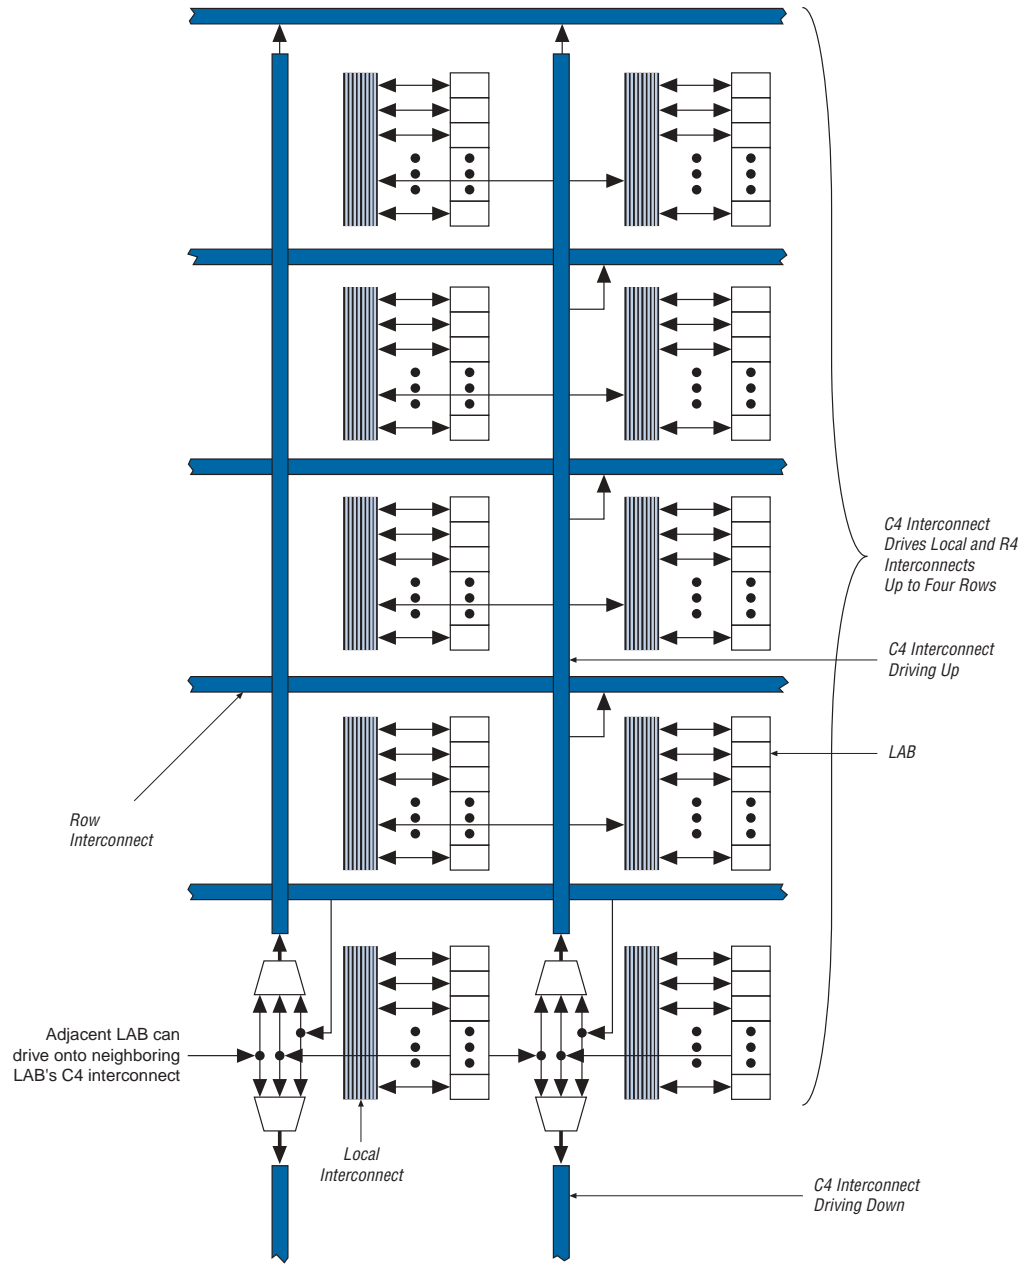 C4 Interconnect
Drives Local and R4
Interconnects
Up to Four Rows
C4 Interconnect
Driving Up
LAB
Row
Interconnect
Adjacent LAB can
drive onto neighboring
LAB's C4 interconnect
Local
Interconnect
C4 Interconnect
Driving Down